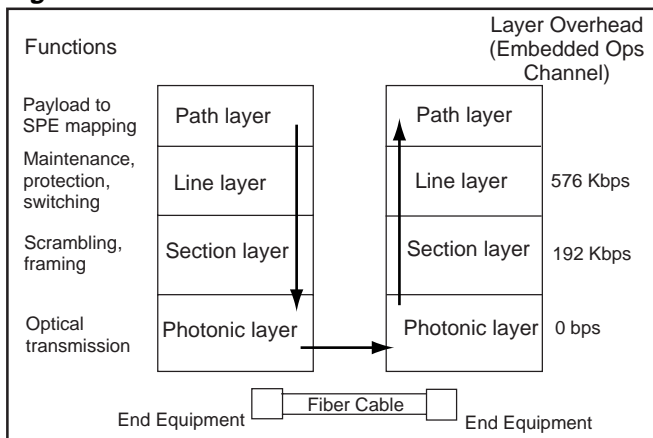 Functions
Layer Overhead
(Embedded Ops
Channel)
Payload to
SPE mapping
Path layer
Path layer
Maintenance,
protection,
switching
Line layer
Line layer
576 Kbps
Scrambling,
framing
Section layer
Section layer
192 Kbps
Optical
transmission
Photonic layer
Photonic layer
0 bps
Fiber Cable
End Equipment
End Equipment